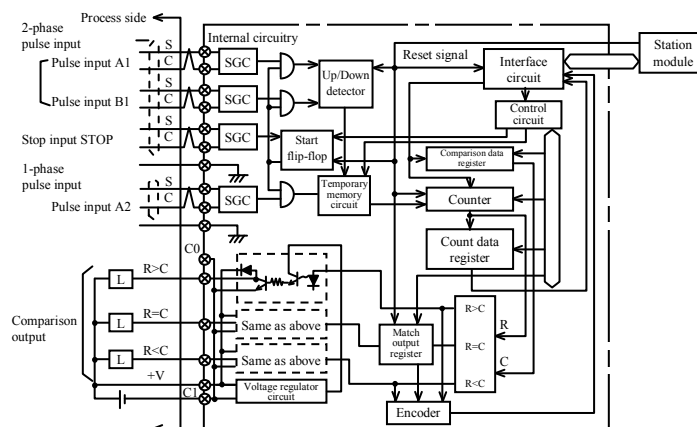 Process side
2-phase
pulse input
Internal circuitry
S
C
Pulse input A1
SGC
Up/Down
detector
Reset signal
Interface
circuit
Station
module
S
C
Pulse input B1
SGC
Control
circuit
S
C
Stop input STOP
SGC
Start
flip-flop
Comparison data
register
1-phase
pulse input
S
C
Pulse input A2
SGC
Temporary
memory
circuit
Counter
Count data
register
C0
L
R>C
R>C
R
Comparison
output
L
R=C
Same as above
Match
output
register
R=C
C
L
R<C
Same as above
R<C
+V
C1
Voltage regulator
circuit
Encoder